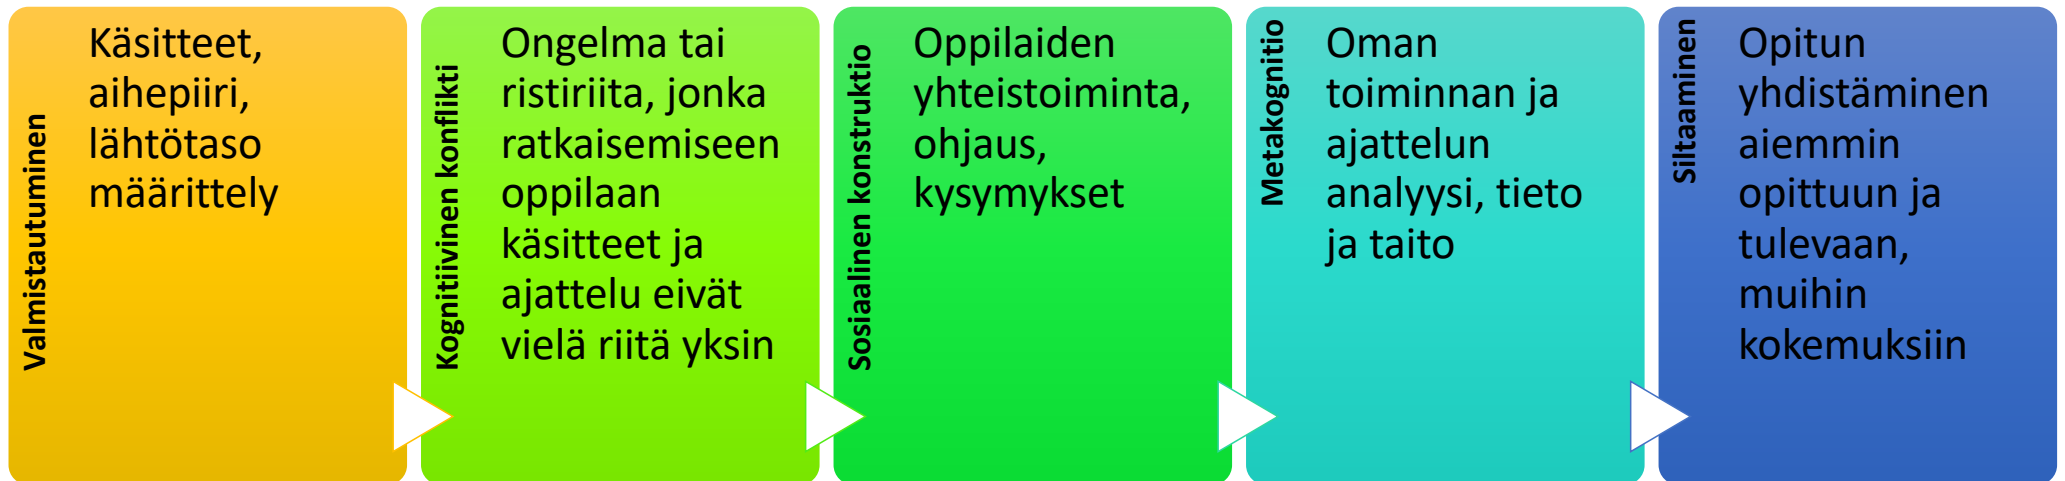 Valmistautuminen
Käsitteet,
aihepiiri,
lähtötaso
määrittely
Kognitiivinen konflikti
Ongelma tai
ristiriita, jonka
ratkaisemiseen
oppilaan
käsitteet ja
ajattelu eivät
vielä riitä yksin
Sosiaalinen konstruktio
Oppilaiden
yhteistoiminta,
ohjaus,
kysymykset
Metakognitio
Oman
toiminnan ja
ajattelun
analyysi, tieto
ja taito
Siltaaminen
Opitun
yhdistäminen
aiemmin
opittuun ja
tulevaan,
muihin
kokemuksiin